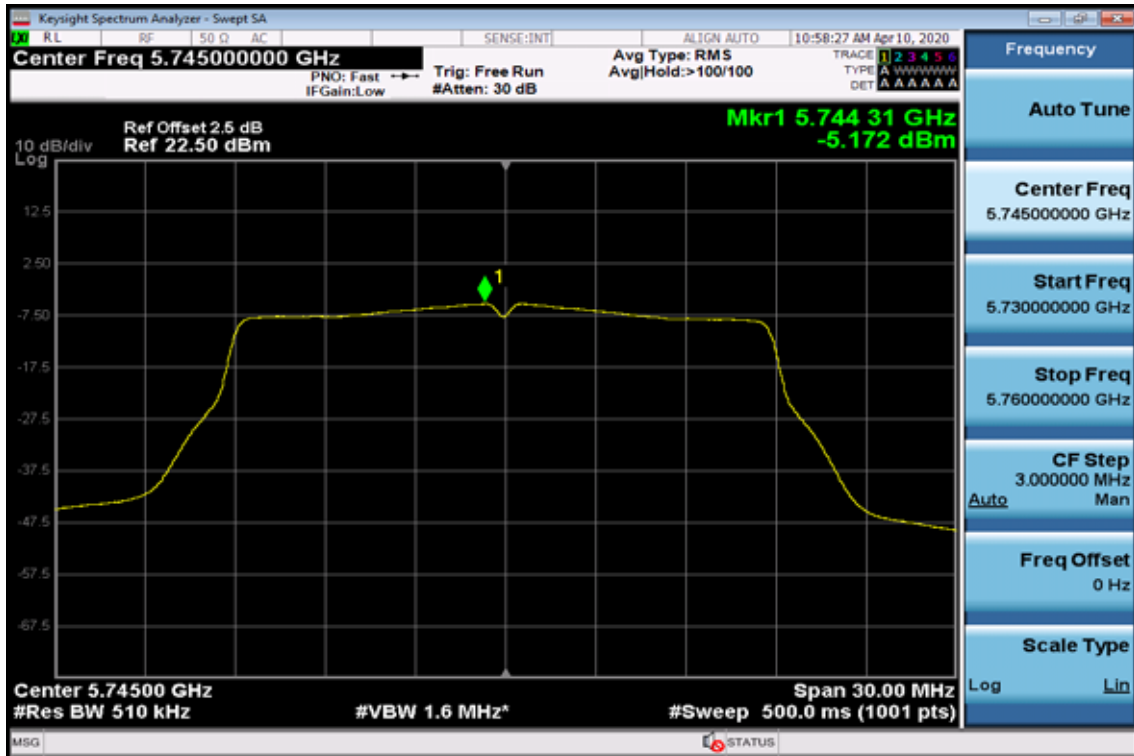 Keysight Spectrum Analyzer - Swept SA
LXI RL RF 50 Ω AC SENSE:INT ALIGN AUTO 10:58:27 AM Apr 10, 2020
Center Freq 5.745000000 GHz
PNO: Fast
IFGain:Low
Trig: Free Run
#Atten: 30 dB
Avg Type: RMS
Avg|Hold:>100/100
TRACE 1 2 3 4 5 6
TYPE A WWWWW
DET A A A A A A
Mkr1 5.744 31 GHz
-5.172 dBm
Ref Offset 2.5 dB
10 dB/div Ref 22.50 dBm
Log
12.5
2.50
-7.50
-17.5
-27.5
-37.5
-47.5
-57.5
-67.5
1
Center 5.74500 GHz Span 30.00 MHz
#Res BW 510 kHz #VBW 1.6 MHz* #Sweep 500.0 ms (1001 pts)
MSG STATUS
Frequency
Auto Tune
Center Freq
5.745000000 GHz
Start Freq
5.730000000 GHz
Stop Freq
5.760000000 GHz
CF Step
3.000000 MHz
Auto Man
Freq Offset
0 Hz
Scale Type
Log Lin